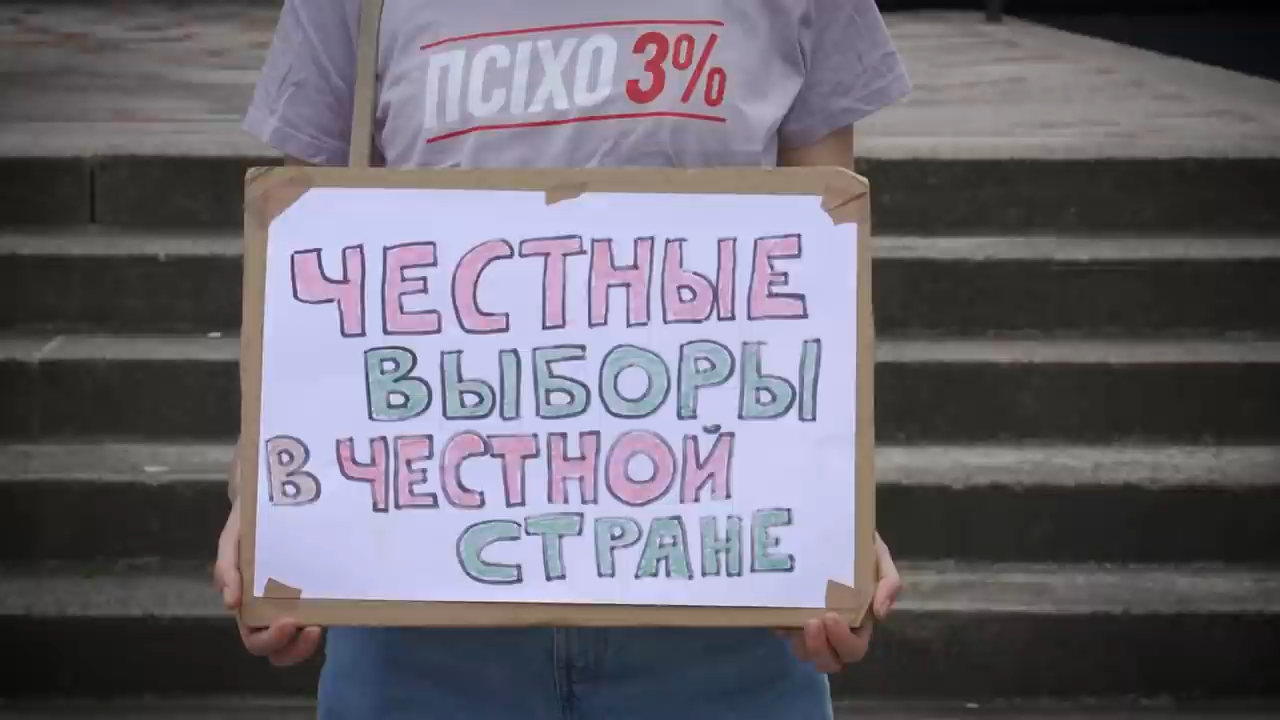 ПСІХО 3%
ЧЕСТНЫЕ
ВЫБОРЫ
В ЧЕСТНОЙ
СТРАНЕ